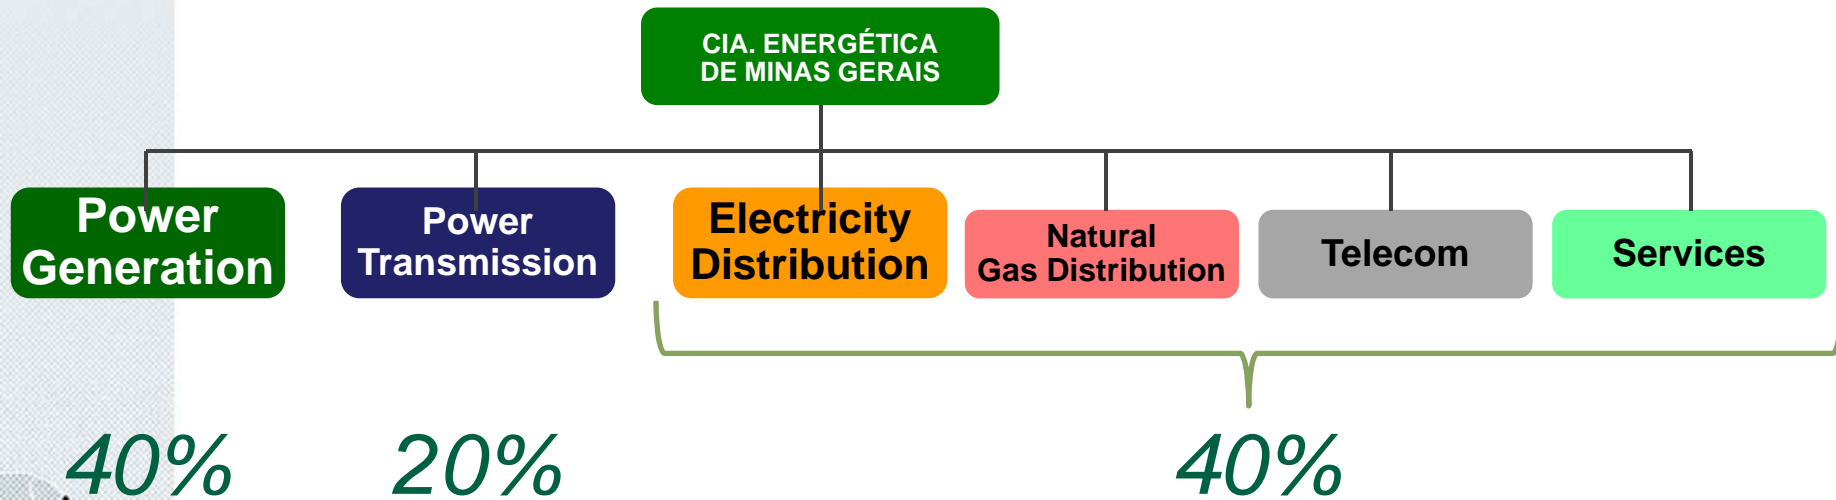 CIA. ENERGÉTICA
DE MINAS GERAIS
Power
Generation
Power
Transmission
Electricity
Distribution
Natural
Gas Distribution
Telecom
Services
40%
20%
40%